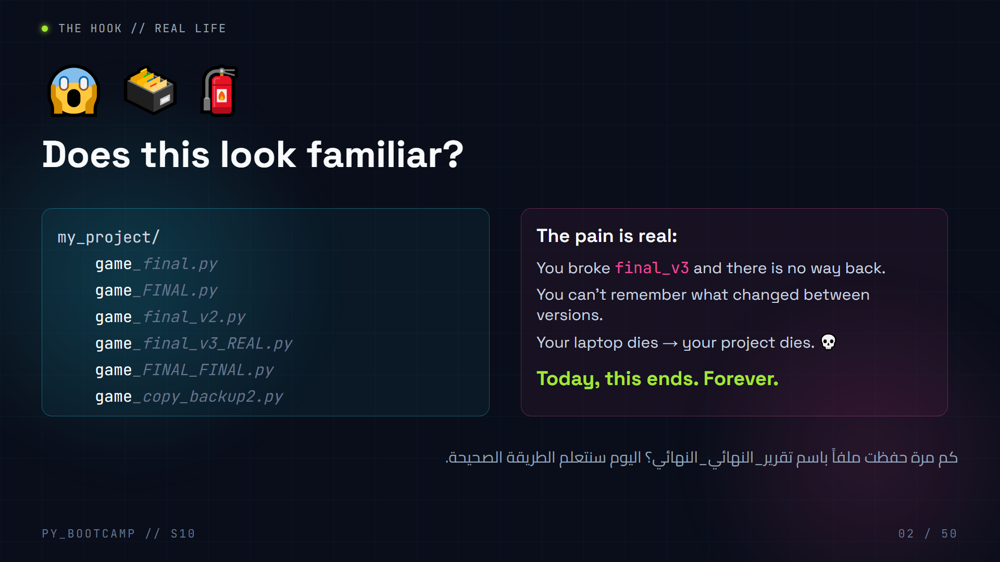 THE HOOK // REAL LIFE
Does this look familiar?
my_project/
game_final.py
game_FINAL.py
game_final_v2.py
game_final_v3_REAL.py
game_FINAL_FINAL.py
game_copy_backup2.py
The pain is real:
You broke final_v3 and there is no way back.
You can’t remember what changed between
versions.
Your laptop dies → your project dies. 💀
Today, this ends. Forever.
كم مرة حفظت ملفاً باسم تقرير_النهائي_النهائي؟ اليوم سنتعلم الطريقة الصحيحة.
PY_BOOTCAMP // S10
02 / 50